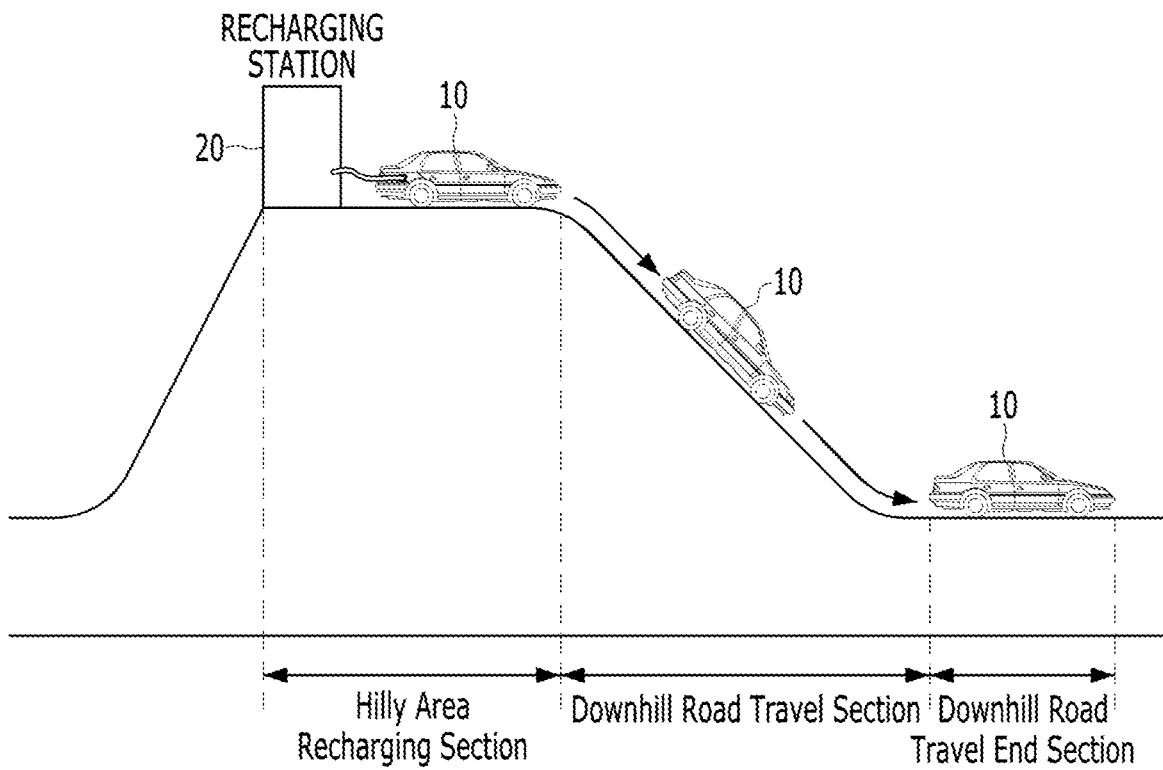 RECHARGING
STATION
10
20
10
10
Hilly Area
Recharging Section
Downhill Road Travel Section
Downhill Road
Travel End Section